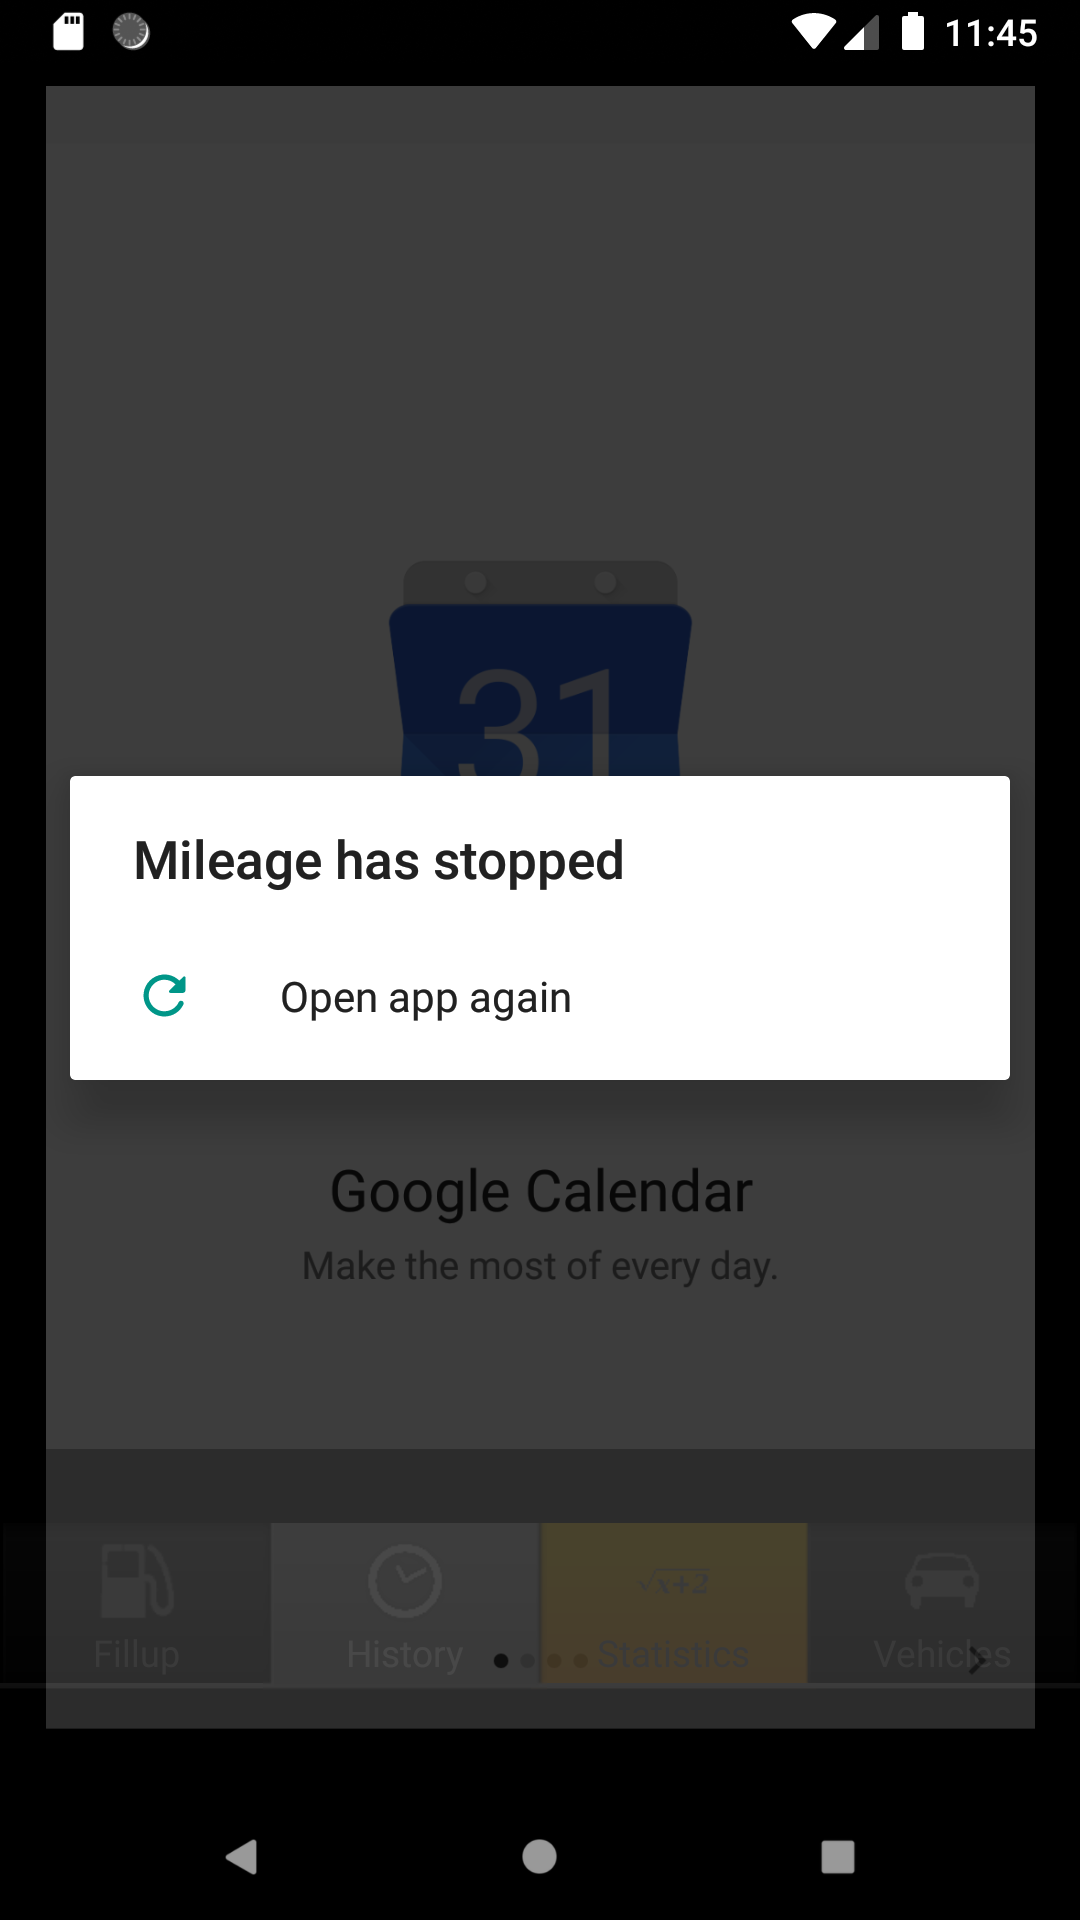 11:45
31
Mileage has stopped
Open app again
Google Calendar
Make the most of every day.
√x+2
Fillup
History
Statistics
Vehicles